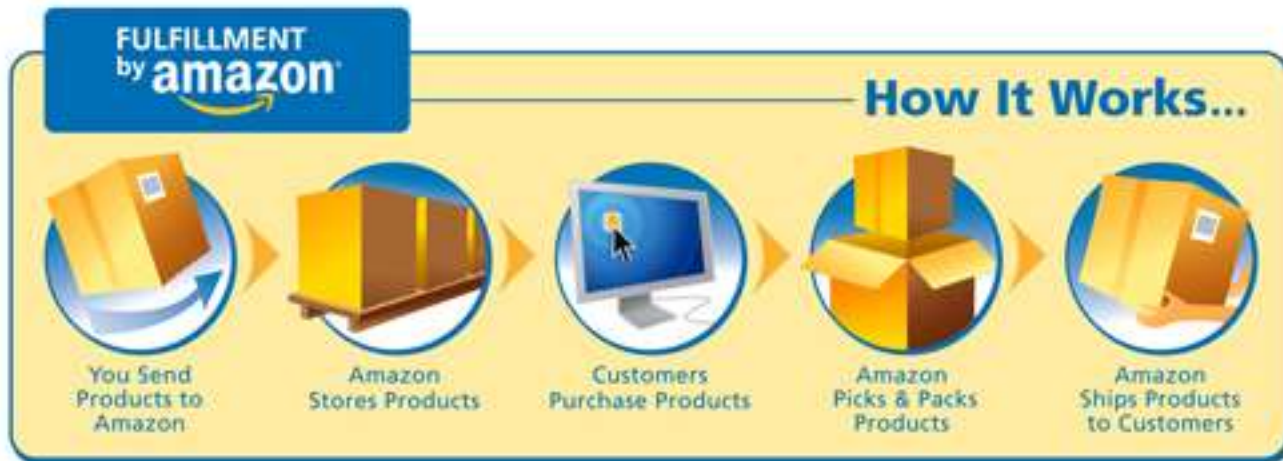 FULFILLMENT
by amazon
How It Works...
You Send
Products to
Amazon
Amazon
Stores Products
Customers
Purchase Products
Amazon
Picks & Packs
Products
Amazon
Ships Products
to Customers